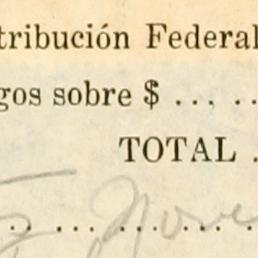 tribución Federal
gos sobre $ ... ..
TOTAL .